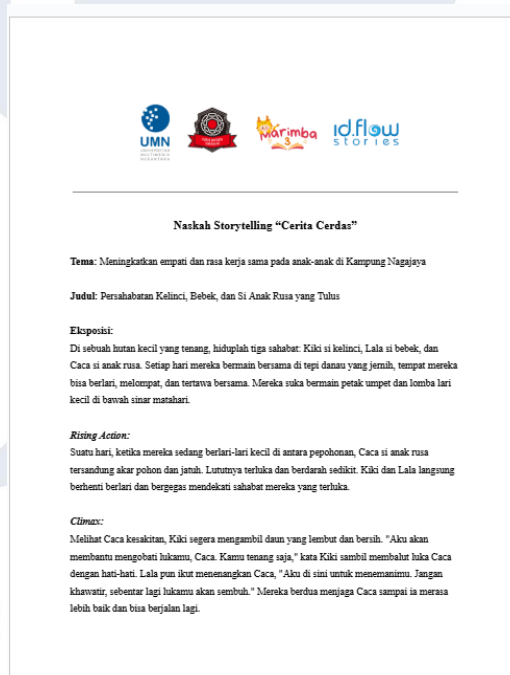 UMN
UNIVERSITAS
MULTIMEDIA
NUSANTARA
Marimba
3
id.flow
stories
Naskah Storytelling “Cerita Cerdas”
Tema: Meningkatkan empati dan rasa kerja sama pada anak-anak di Kampung Nagajaya
Judul: Persahabatan Kelinci, Bebek, dan Si Anak Rusa yang Tulus
Eksposisi:
Di sebuah hutan kecil yang tenang, hiduplah tiga sahabat: Kiki si kelinci, Lala si bebek, dan
Caca si anak rusa. Setiap hari mereka bermain bersama di tepi danau yang jernih, tempat mereka
bisa berlari, melompat, dan tertawa bersama. Mereka suka bermain petak umpet dan lomba lari
kecil di bawah sinar matahari.
Rising Action:
Suatu hari, ketika mereka sedang berlari-lari kecil di antara pepohonan, Caca si anak rusa
tersandung akar pohon dan jatuh. Lututnya terluka dan berdarah sedikit. Kiki dan Lala langsung
berhenti berlari dan bergegas mendekati sahabat mereka yang terluka.
Climax:
Melihat Caca kesakitan, Kiki segera mengambil daun yang lembut dan bersih. "Aku akan
membantu mengobati lukamu, Caca. Kamu tenang saja," kata Kiki sambil membalut luka Caca
dengan hati-hati. Lala pun ikut menenangkan Caca, "Aku di sini untuk menemanimu. Jangan
khawatir, sebentar lagi lukamu akan sembuh." Mereka berdua menjaga Caca sampai ia merasa
lebih baik dan bisa berjalan lagi.